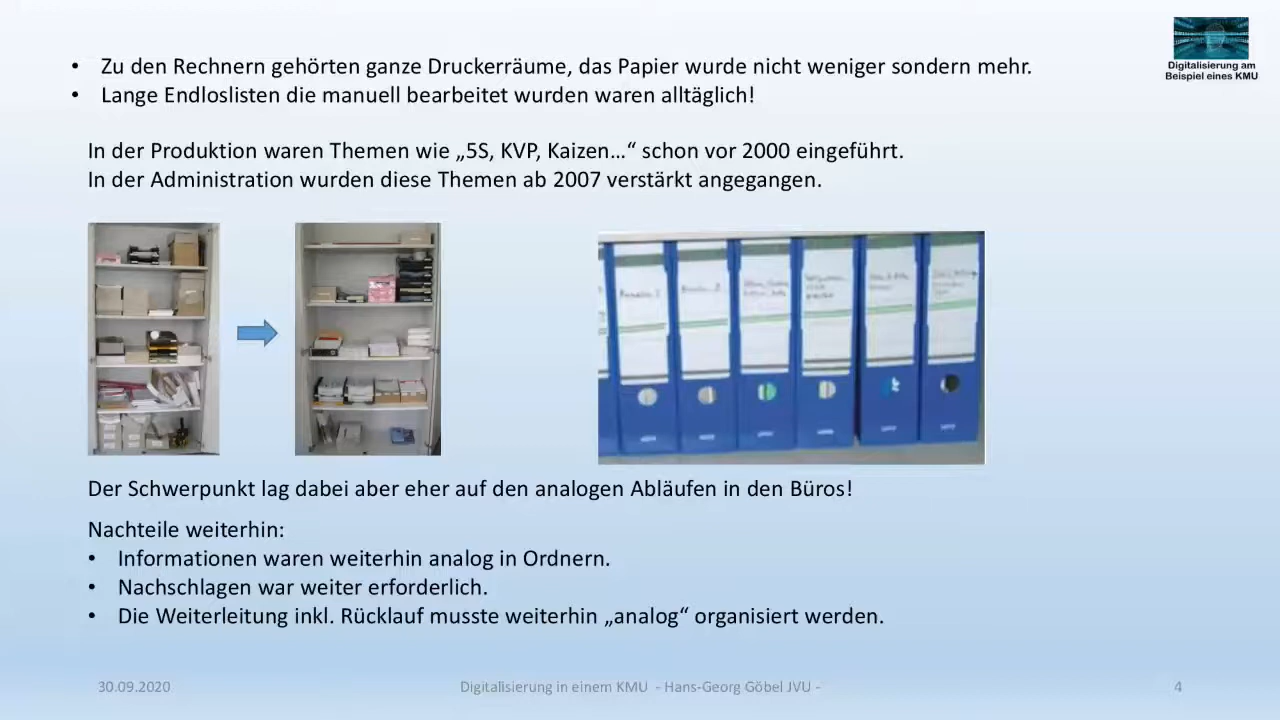 • Zu den Rechnern gehörten ganze Druckerräume, das Papier wurde nicht weniger sondern mehr.
• Lange Endloslisten die manuell bearbeitet wurden waren alltäglich!
Digitalisierung am
Beispiel eines KMU
In der Produktion waren Themen wie „5S, KVP, Kaizen…“ schon vor 2000 eingeführt.
In der Administration wurden diese Themen ab 2007 verstärkt angegangen.
Der Schwerpunkt lag dabei aber eher auf den analogen Abläufen in den Büros!
Nachteile weiterhin:
• Informationen waren weiterhin analog in Ordnern.
• Nachschlagen war weiter erforderlich.
• Die Weiterleitung inkl. Rücklauf musste weiterhin „analog“ organisiert werden.
30.09.2020
Digitalisierung in einem KMU - Hans-Georg Göbel JVU -
4